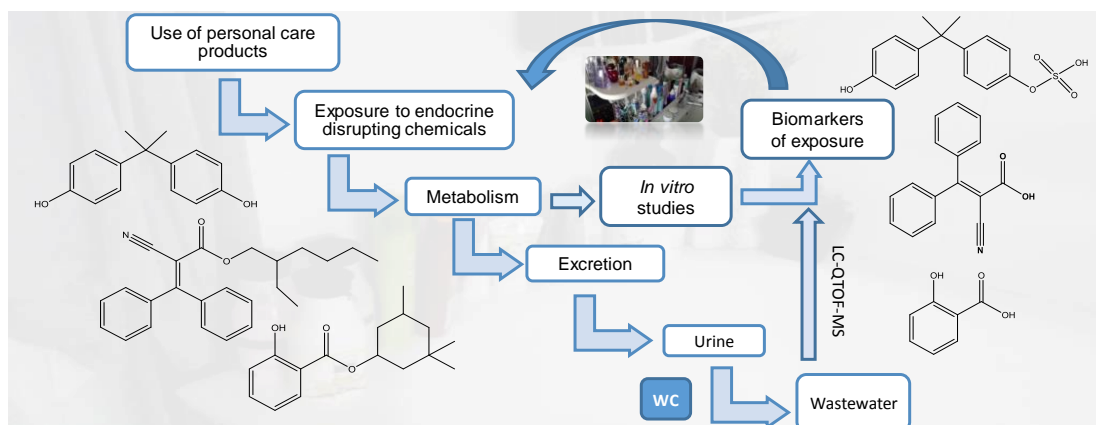 Use of personal care
products
Exposure to endocrine
disrupting chemicals
Metabolism
In vitro
studies
Biomarkers
of exposure
Excretion
Urine
WC
Wastewater
LC-QTOF-MS
HO
OH
N
O
O
OH
O
O
HO
O
S
OH
O
O
O
OH
N
OH
O
OH